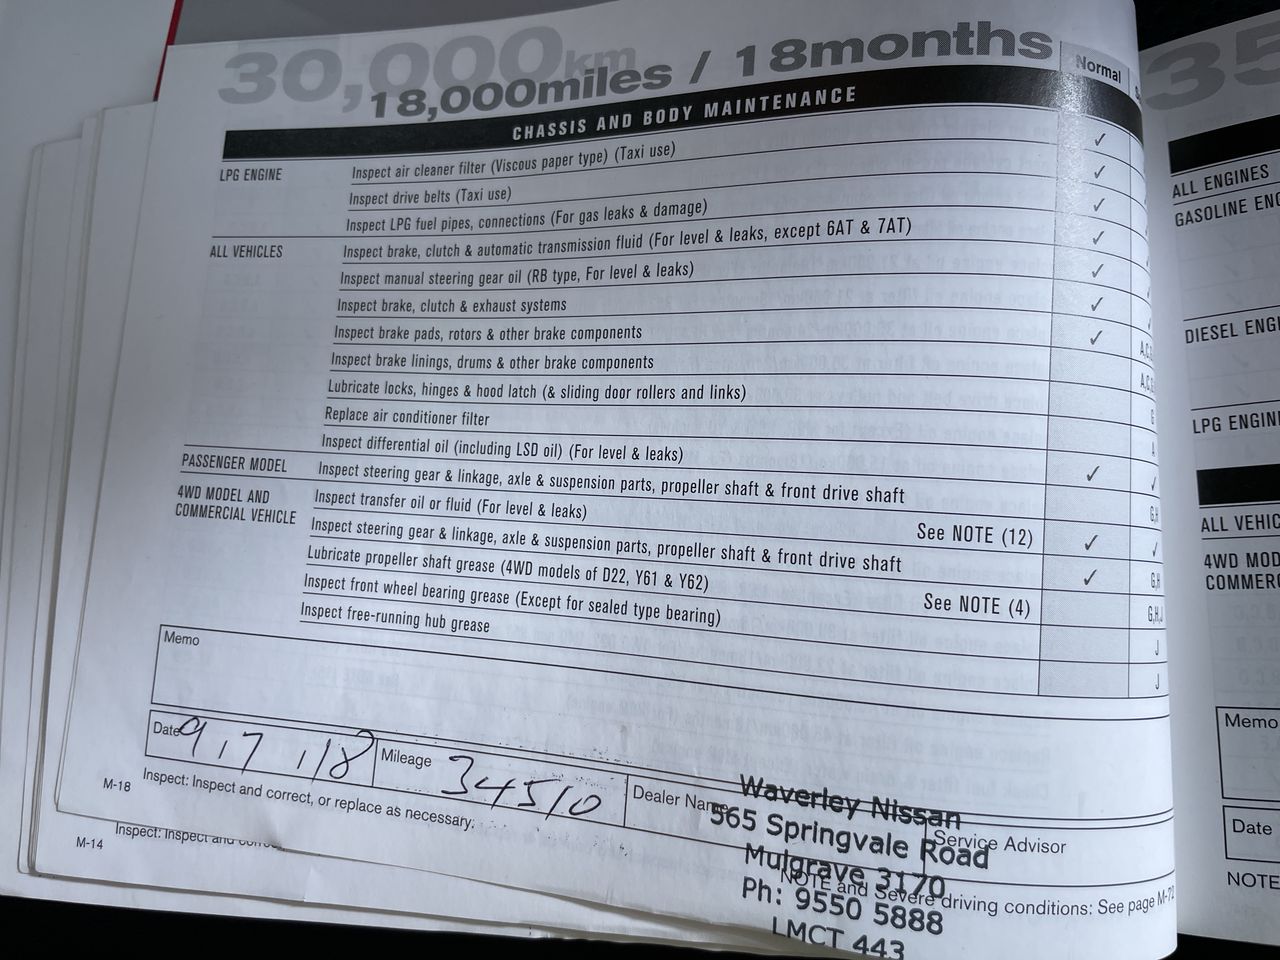 30,000km
18,000miles / 18months
Normal
CHASSIS AND BODY MAINTENANCE
LPG ENGINE
Inspect air cleaner filter (Viscous paper type) (Taxi use) ✓
Inspect drive belts (Taxi use) ✓
Inspect LPG fuel pipes, connections (For gas leaks & damage) ✓
ALL VEHICLES
Inspect brake, clutch & automatic transmission fluid (For level & leaks, except 6AT & 7AT) ✓
Inspect manual steering gear oil (RB type, For level & leaks) ✓
Inspect brake, clutch & exhaust systems ✓
Inspect brake pads, rotors & other brake components ✓
Inspect brake linings, drums & other brake components
Lubricate locks, hinges & hood latch (& sliding door rollers and links)
G
Replace air conditioner filter
A
Inspect differential oil (including LSD oil) (For level & leaks) ✓
PASSENGER MODEL
Inspect steering gear & linkage, axle & suspension parts, propeller shaft & front drive shaft
G,H
4WD MODEL AND
COMMERCIAL VEHICLE
Inspect transfer oil or fluid (For level & leaks)
See NOTE (12) ✓
Inspect steering gear & linkage, axle & suspension parts, propeller shaft & front drive shaft ✓
G,H
Lubricate propeller shaft grease (4WD models of D22, Y61 & Y62)
See NOTE (4)
G,H,J
Inspect front wheel bearing grease (Except for sealed type bearing)
J
Inspect free-running hub grease
J
Memo
Date 9 17 118
Mileage 34510
Dealer Name
Waverley Nissan
565 Springvale Road
Mulgrave 3170
Ph: 9550 5888
LMCT 443
Service Advisor
M-18
Inspect: Inspect and correct, or replace as necessary.
NOTE and Severe driving conditions: See page M-72
M-14
Inspect: Inspect and
35
ALL ENGINES
GASOLINE
DIESEL
LPG
ALL
4WD
Memo
Date
NOTE